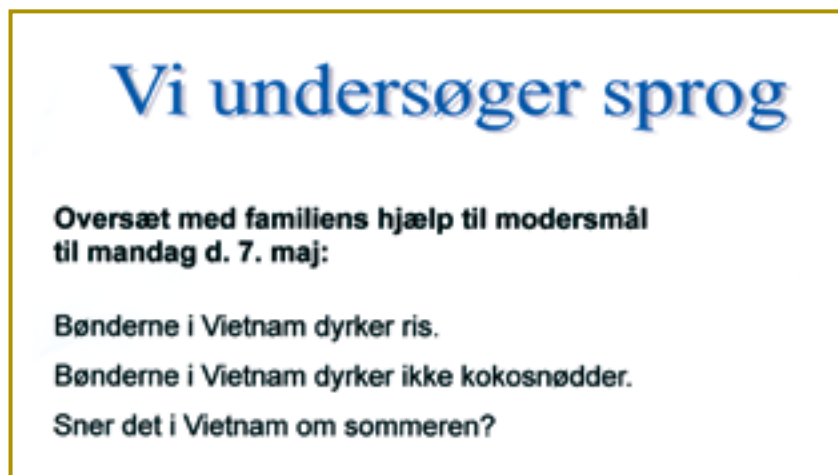 Vi undersøger sprog
Oversæt med familiens hjælp til modersmål
til mandag d. 7. maj:
Bønderne i Vietnam dyrker ris.
Bønderne i Vietnam dyrker ikke kokosnødder.
Sner det i Vietnam om sommeren?